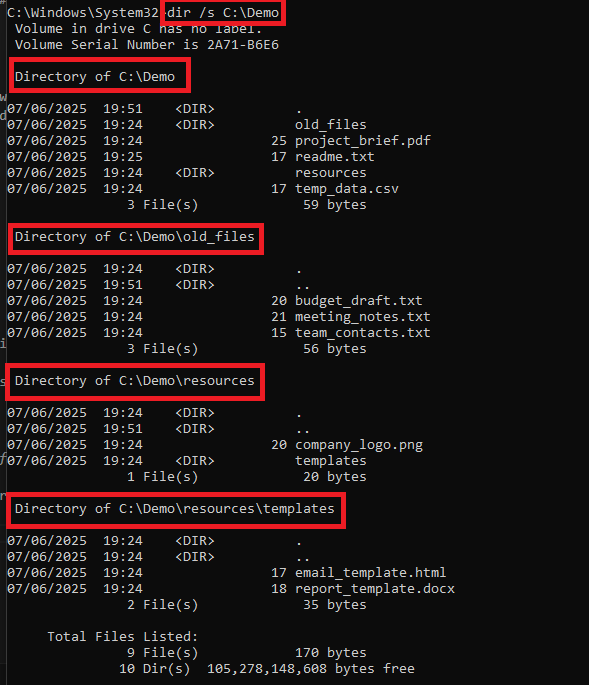 C:\Windows\System32>dir /s C:\Demo
 Volume in drive C has no label.
 Volume Serial Number is 2A71-B6E6

 Directory of C:\Demo

07/06/2025  19:51    <DIR>          .
07/06/2025  19:24    <DIR>          old_files
07/06/2025  19:24                25 project_brief.pdf
07/06/2025  19:25                17 readme.txt
07/06/2025  19:24    <DIR>          resources
07/06/2025  19:24                17 temp_data.csv
               3 File(s)             59 bytes

 Directory of C:\Demo\old_files

07/06/2025  19:24    <DIR>          .
07/06/2025  19:51    <DIR>          ..
07/06/2025  19:24                20 budget_draft.txt
07/06/2025  19:24                21 meeting_notes.txt
07/06/2025  19:24                15 team_contacts.txt
               3 File(s)             56 bytes

 Directory of C:\Demo\resources

07/06/2025  19:24    <DIR>          .
07/06/2025  19:51    <DIR>          ..
07/06/2025  19:24                20 company_logo.png
07/06/2025  19:24    <DIR>          templates
               1 File(s)             20 bytes

 Directory of C:\Demo\resources\templates

07/06/2025  19:24    <DIR>          .
07/06/2025  19:24    <DIR>          ..
07/06/2025  19:24                17 email_template.html
07/06/2025  19:24                18 report_template.docx
               2 File(s)             35 bytes

     Total Files Listed:
               9 File(s)            170 bytes
              10 Dir(s)  105,278,148,608 bytes free